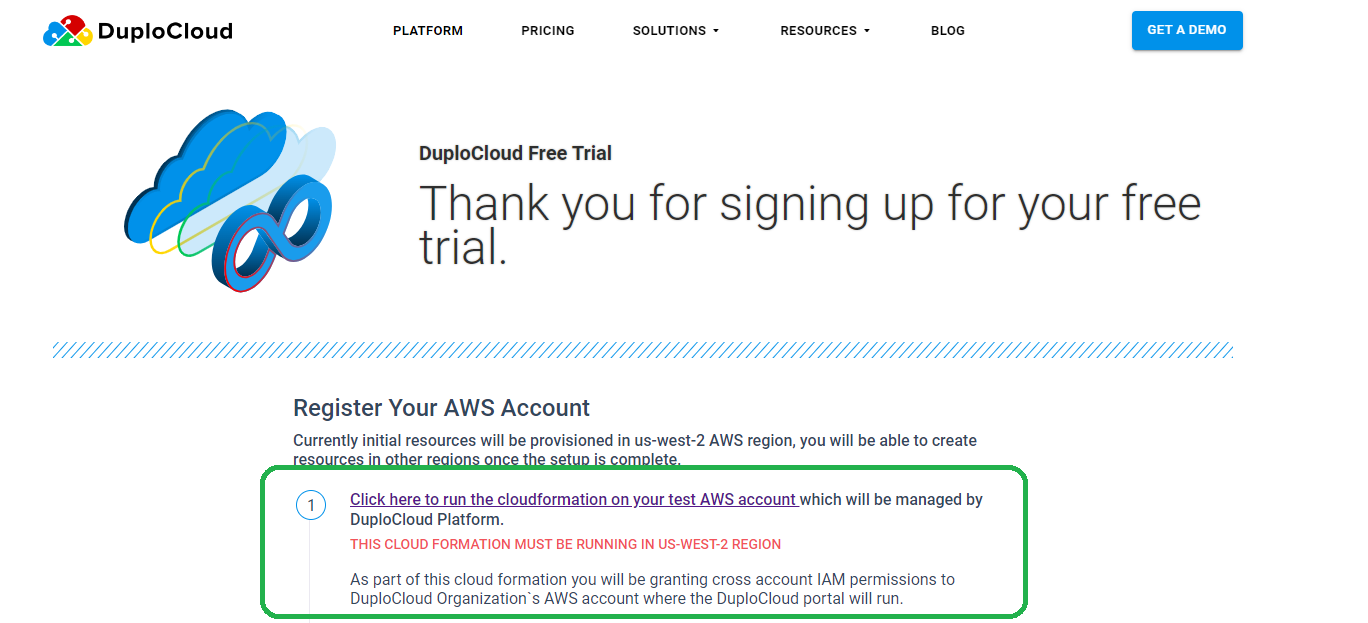 DuploCloud
PLATFORM
PRICING
SOLUTIONS
RESOURCES
BLOG
GET A DEMO
DuploCloud Free Trial
Thank you for signing up for your free
trial.
Register Your AWS Account
Currently initial resources will be provisioned in us-west-2 AWS region, you will be able to create
resources in other regions once the setup is complete.
1
Click here to run the cloudformation on your test AWS account which will be managed by
DuploCloud Platform.
THIS CLOUD FORMATION MUST BE RUNNING IN US-WEST-2 REGION
As part of this cloud formation you will be granting cross account IAM permissions to
DuploCloud Organization`s AWS account where the DuploCloud portal will run.